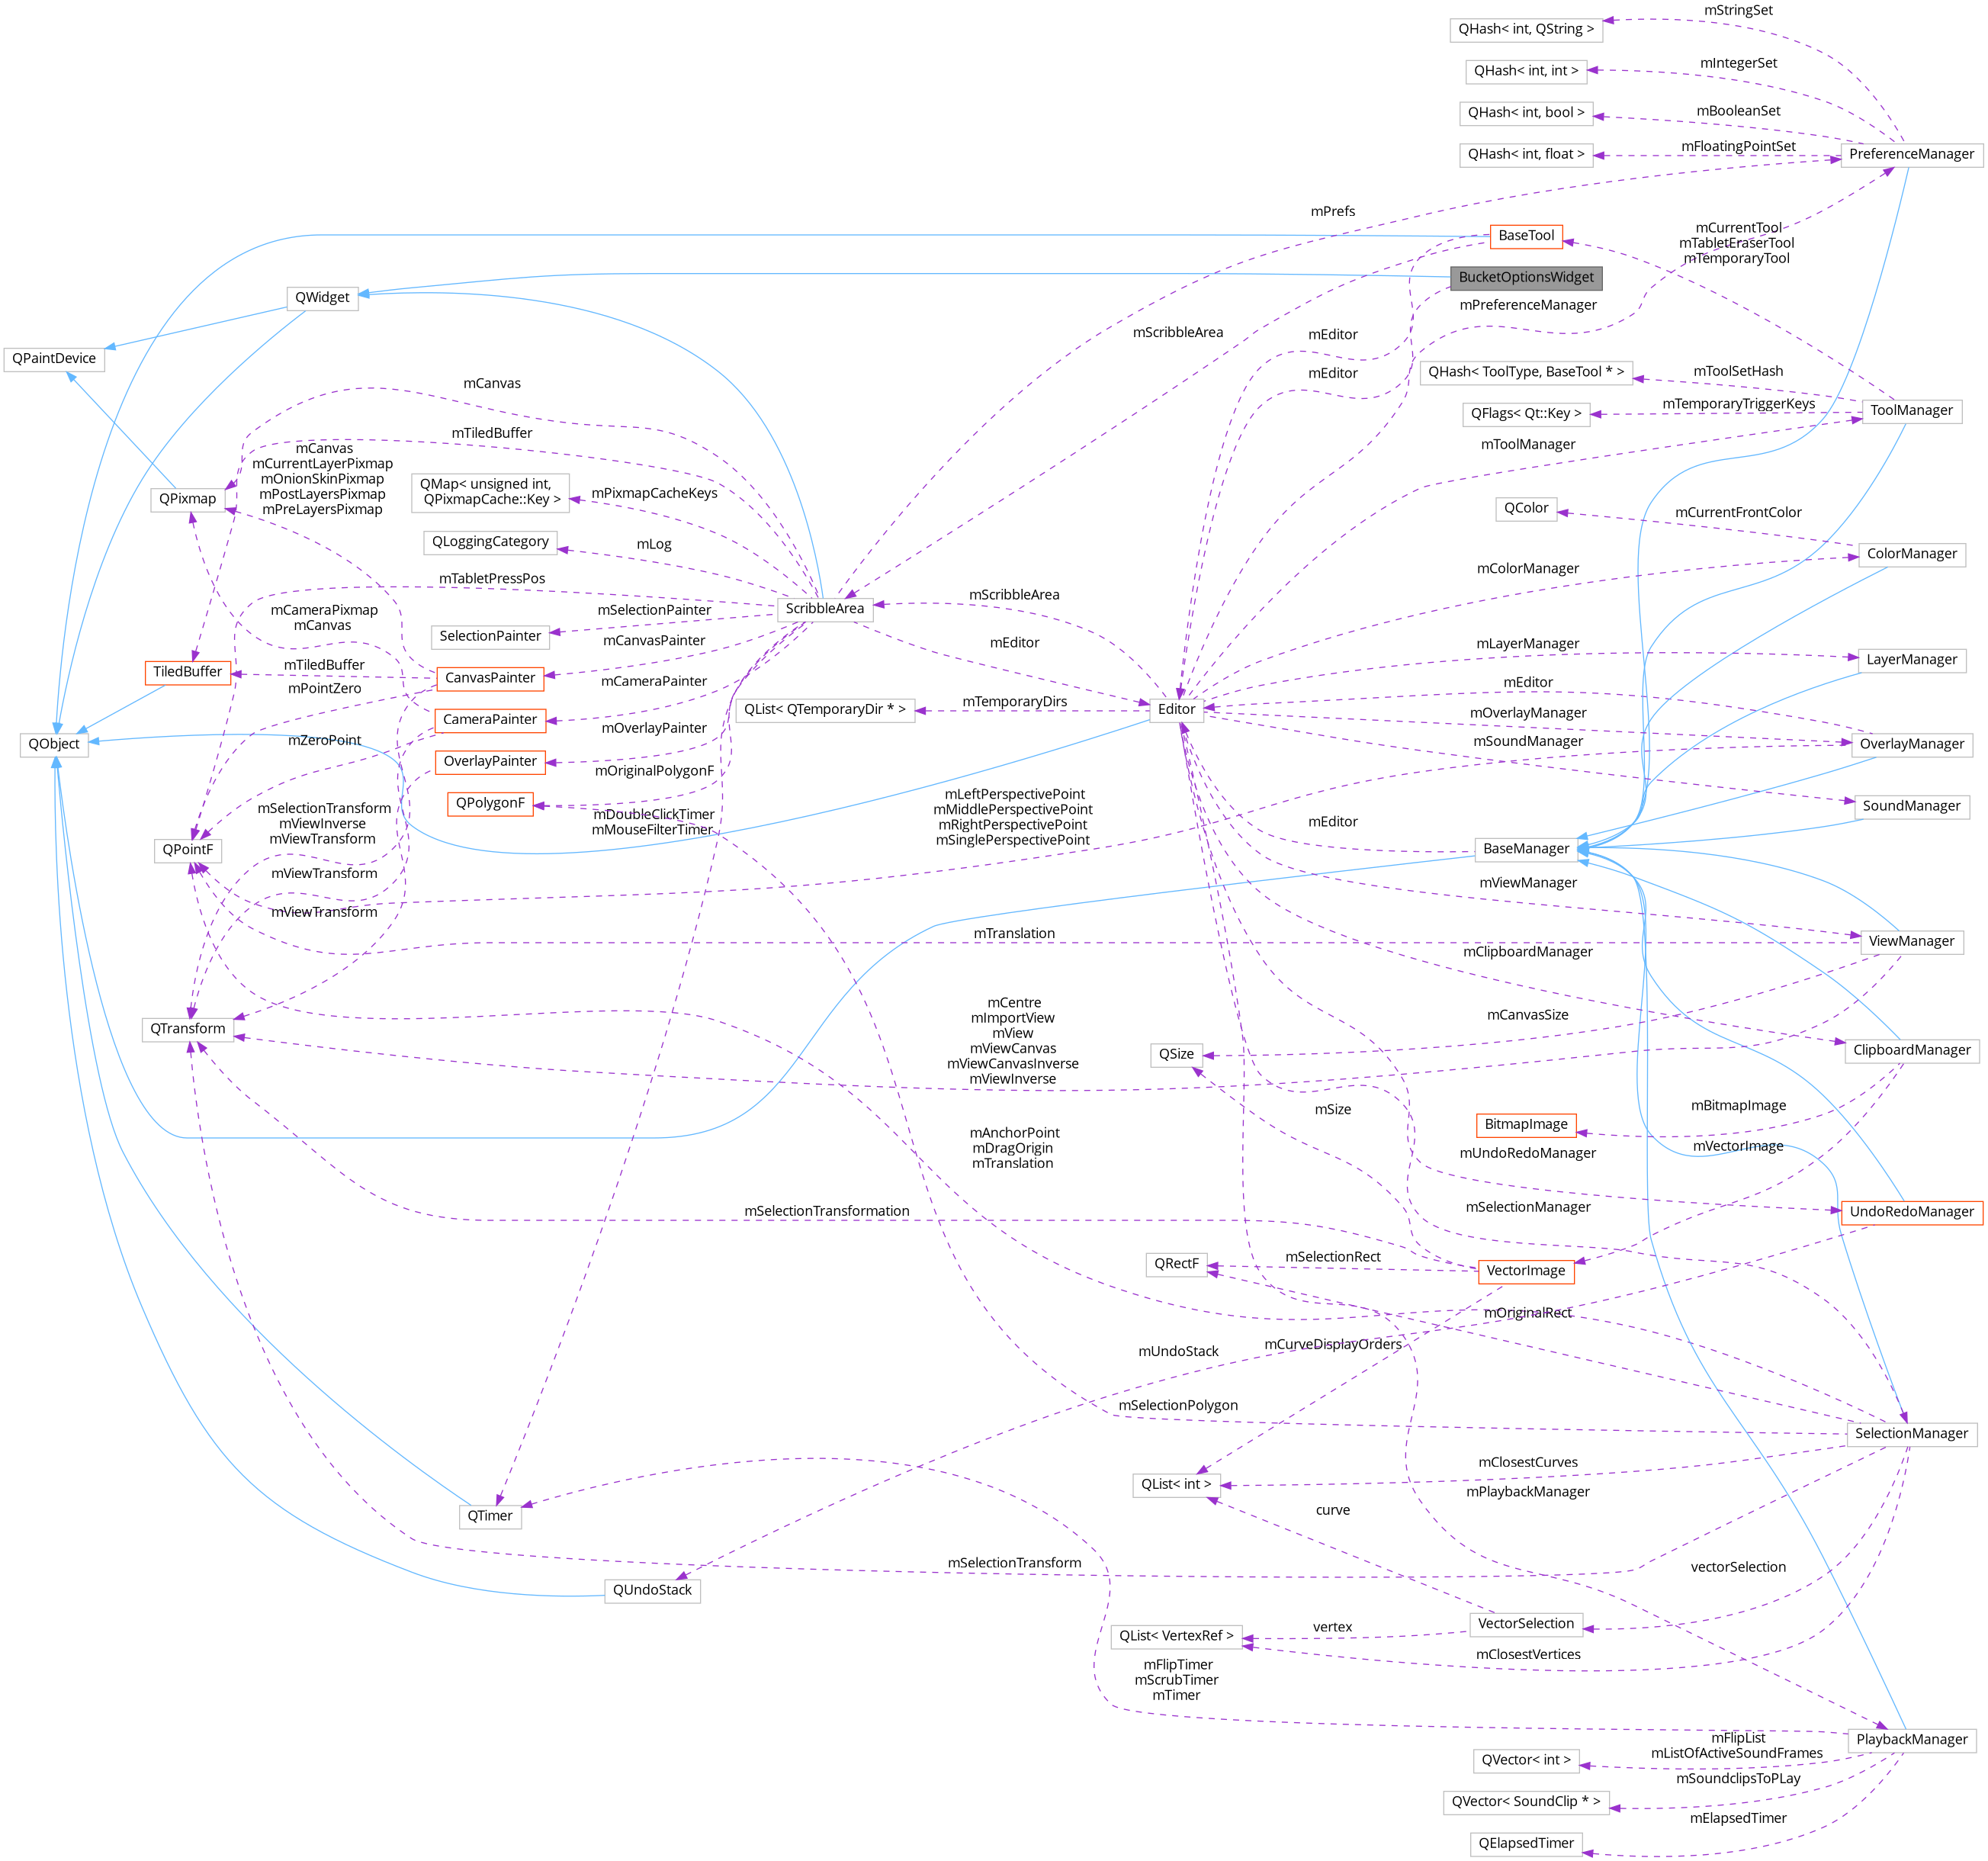 mStringSet
QHash< int, QString >
mIntegerSet
QHash< int, int >
mBooleanSet
QHash< int, bool >
mFloatingPointSet
QHash< int, float >
PreferenceManager
mPrefs
BaseTool
mCurrentTool
mTabletEraserTool
mTemporaryTool
BucketOptionsWidget
QWidget
mPreferenceManager
mScribbleArea
mEditor
QPaintDevice
mEditor
QHash< ToolType, BaseTool * >
mToolSetHash
mCanvas
QFlags< Qt::Key >
mTemporaryTriggerKeys
ToolManager
mTiledBuffer
mToolManager
mCanvas
mCurrentLayerPixmap
mOnionSkinPixmap
mPostLayersPixmap
mPreLayersPixmap
QPixmap
QMap< unsigned int,
QPixmapCache::Key >
mPixmapCacheKeys
QColor
mCurrentFrontColor
QLoggingCategory
mLog
ColorManager
mColorManager
mTabletPressPos
mScribbleArea
mCameraPixmap
mCanvas
mSelectionPainter
ScribbleArea
SelectionPainter
mCanvasPainter
mEditor
mLayerManager
LayerManager
TiledBuffer
mTiledBuffer
CanvasPainter
mCameraPainter
mPointZero
mEditor
QList< QTemporaryDir * >
mTemporaryDirs
Editor
mOverlayManager
CameraPainter
mOverlayPainter
QObject
mZeroPoint
mSoundManager
OverlayManager
OverlayPainter
mOriginalPolygonF
QPolygonF
mLeftPerspectivePoint
mMiddlePerspectivePoint
mRightPerspectivePoint
mSinglePerspectivePoint
SoundManager
mSelectionTransform
mViewInverse
mViewTransform
mDoubleClickTimer
mMouseFilterTimer
mEditor
QPointF
BaseManager
mViewTransform
mViewManager
mViewTransform
mTranslation
ViewManager
mClipboardManager
mCentre
mImportView
mView
mViewCanvas
mViewCanvasInverse
mViewInverse
mCanvasSize
QTransform
QSize
ClipboardManager
mSize
BitmapImage
mBitmapImage
mAnchorPoint
mDragOrigin
mTranslation
mUndoRedoManager
mVectorImage
mSelectionTransformation
mSelectionManager
UndoRedoManager
QRectF
mSelectionRect
VectorImage
mOriginalRect
mUndoStack
mCurveDisplayOrders
mSelectionPolygon
SelectionManager
mClosestCurves
QList< int >
mPlaybackManager
QTimer
curve
mSelectionTransform
vectorSelection
QUndoStack
QList< VertexRef >
vertex
VectorSelection
mClosestVertices
mFlipTimer
mScrubTimer
mTimer
PlaybackManager
QVector< int >
mFlipList
mListOfActiveSoundFrames
QVector< SoundClip * >
mSoundclipsToPLay
QElapsedTimer
mElapsedTimer